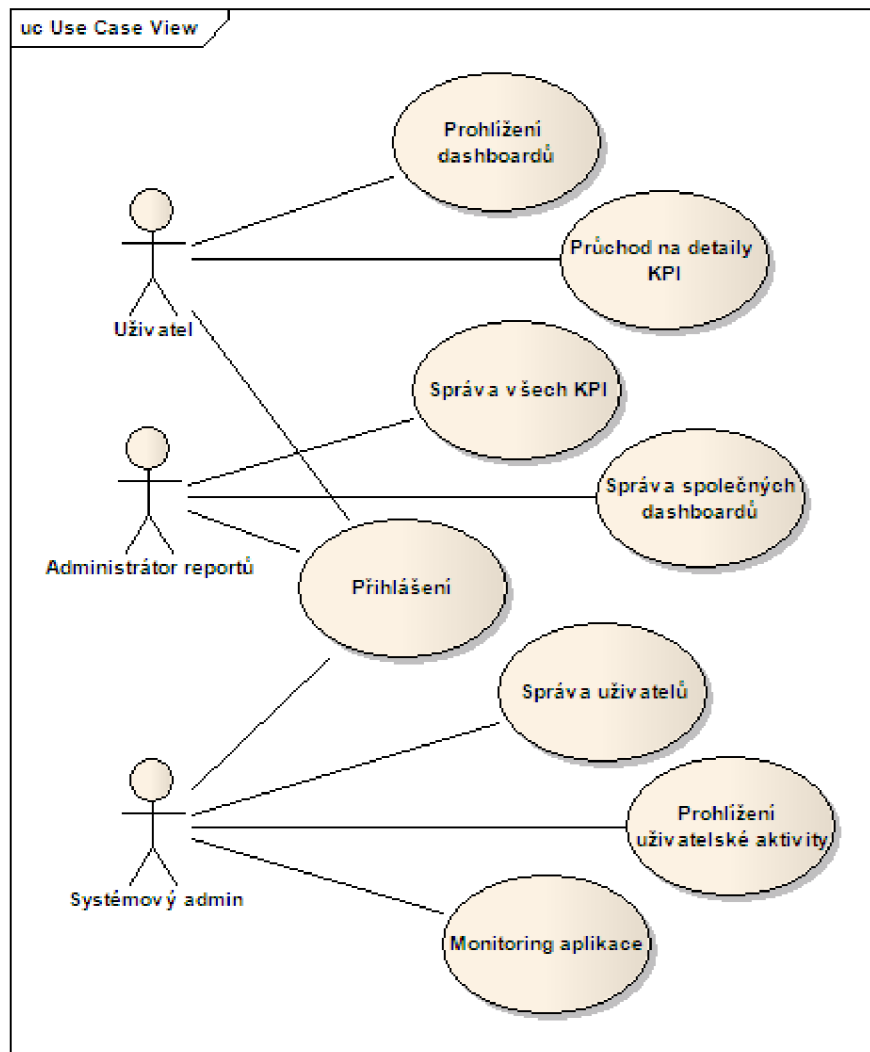 uc Use Case View
Prohlížení
dashboardů
Průchod na detaily
KPI
Uživatel
Správa všech KPI
Správa společných
dashboardů
Administrátor reportů
Přihlášení
Správa uživatelů
Prohlížení
uživatelské aktivity
Systémový admin
Monitoring aplikace